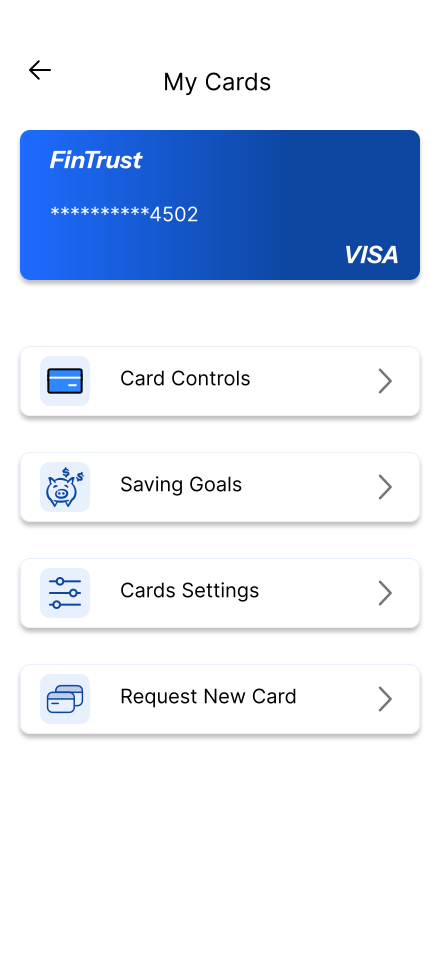 My Cards
FinTrust
**********4502
VISA
Card Controls
Saving Goals
Cards Settings
Request New Card